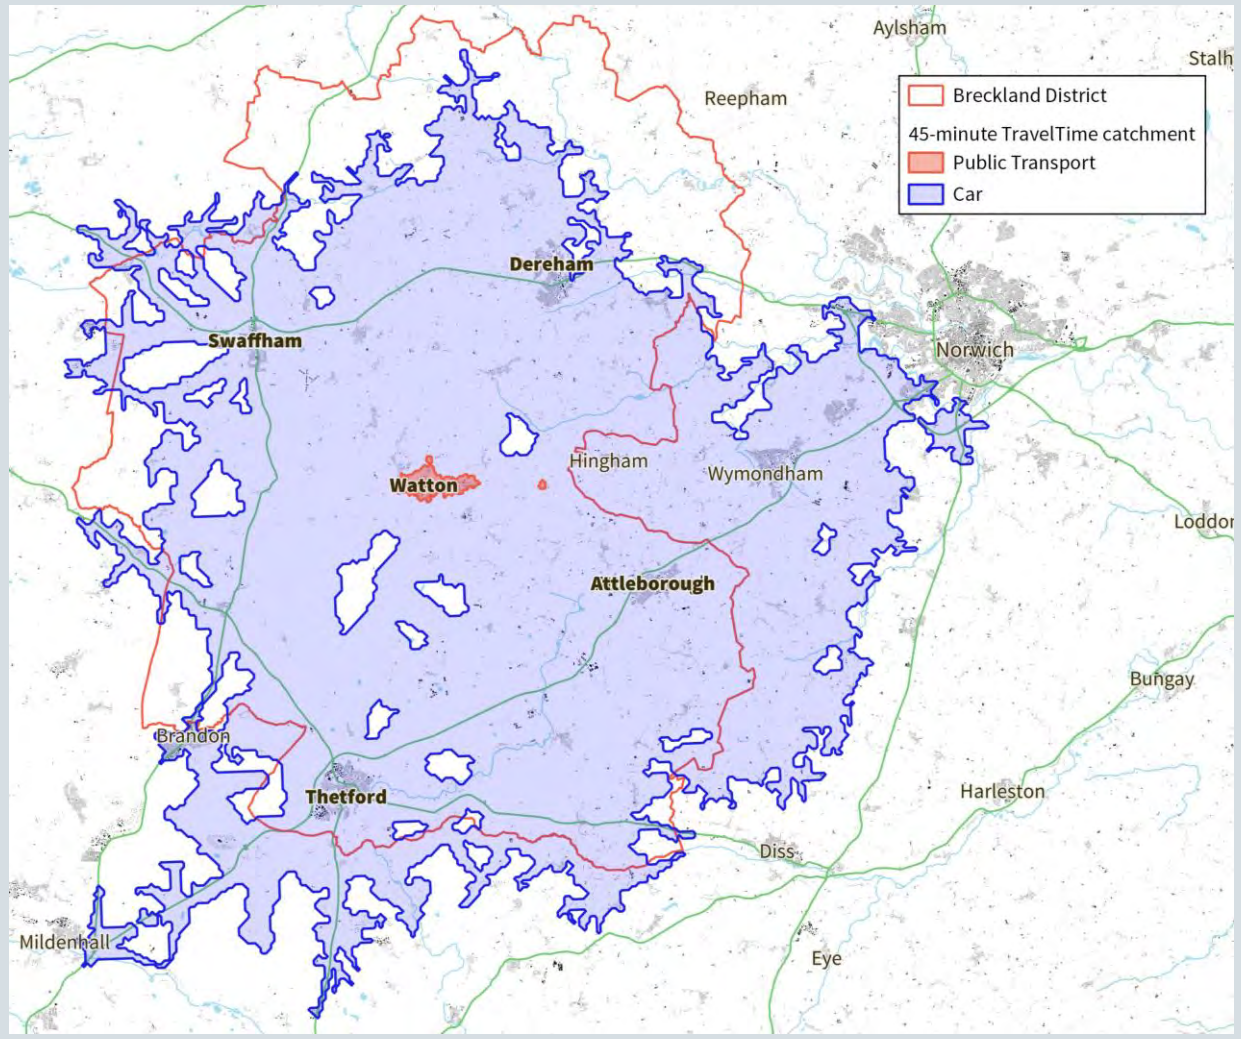 Aylsham
Stalh
Reepham
Breckland District
45-minute TravelTime catchment
Public Transport
Car
Dereham
Swaffham
Norwich
Hingham
Wymondham
Watton
Loddon
Attleborough
Bungay
Brandon
Thetford
Harleston
Diss
Mildenhall
Eye